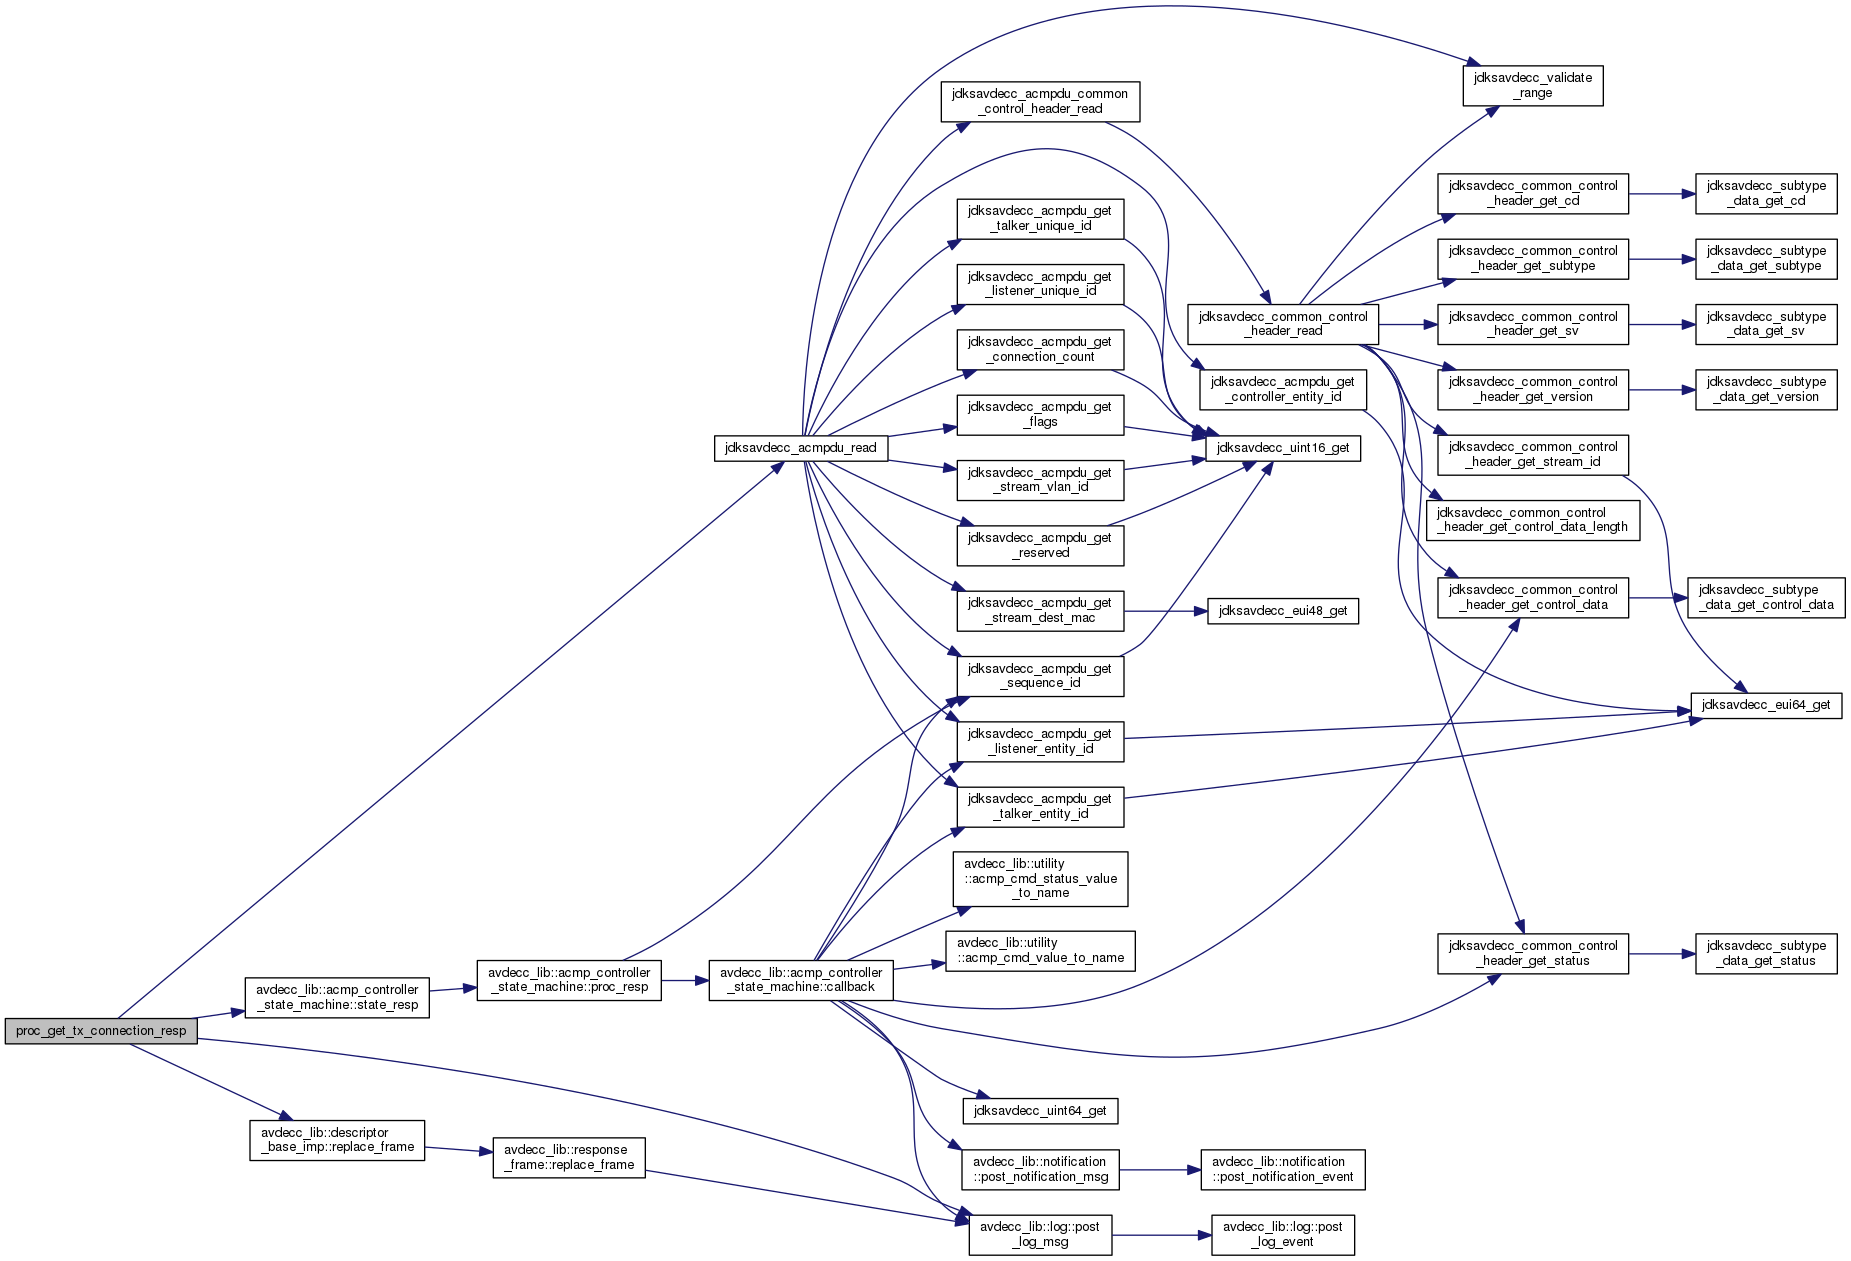 proc_get_tx_connection_resp
avdecc_lib::acmp_controller
_state_machine::state_resp
avdecc_lib::descriptor
_base_imp::replace_frame
avdecc_lib::acmp_controller
_state_machine::proc_resp
avdecc_lib::response
_frame::replace_frame
jdksavdecc_acmpdu_read
avdecc_lib::acmp_controller
_state_machine::callback
jdksavdecc_acmpdu_common
_control_header_read
jdksavdecc_acmpdu_get
_talker_unique_id
jdksavdecc_acmpdu_get
_listener_unique_id
jdksavdecc_acmpdu_get
_connection_count
jdksavdecc_acmpdu_get
_flags
jdksavdecc_acmpdu_get
_stream_vlan_id
jdksavdecc_acmpdu_get
_reserved
jdksavdecc_acmpdu_get
_stream_dest_mac
jdksavdecc_acmpdu_get
_sequence_id
jdksavdecc_acmpdu_get
_listener_entity_id
jdksavdecc_acmpdu_get
_talker_entity_id
avdecc_lib::utility
::acmp_cmd_status_value
_to_name
avdecc_lib::utility
::acmp_cmd_value_to_name
jdksavdecc_uint64_get
avdecc_lib::notification
::post_notification_msg
avdecc_lib::log::post
_log_msg
jdksavdecc_common_control
_header_read
jdksavdecc_acmpdu_get
_controller_entity_id
jdksavdecc_uint16_get
jdksavdecc_eui48_get
avdecc_lib::notification
::post_notification_event
avdecc_lib::log::post
_log_event
jdksavdecc_validate
_range
jdksavdecc_common_control
_header_get_cd
jdksavdecc_common_control
_header_get_subtype
jdksavdecc_common_control
_header_get_sv
jdksavdecc_common_control
_header_get_version
jdksavdecc_common_control
_header_get_stream_id
jdksavdecc_common_control
_header_get_control_data_length
jdksavdecc_common_control
_header_get_control_data
jdksavdecc_common_control
_header_get_status
jdksavdecc_subtype
_data_get_cd
jdksavdecc_subtype
_data_get_subtype
jdksavdecc_subtype
_data_get_sv
jdksavdecc_subtype
_data_get_version
jdksavdecc_subtype
_data_get_control_data
jdksavdecc_eui64_get
jdksavdecc_subtype
_data_get_status